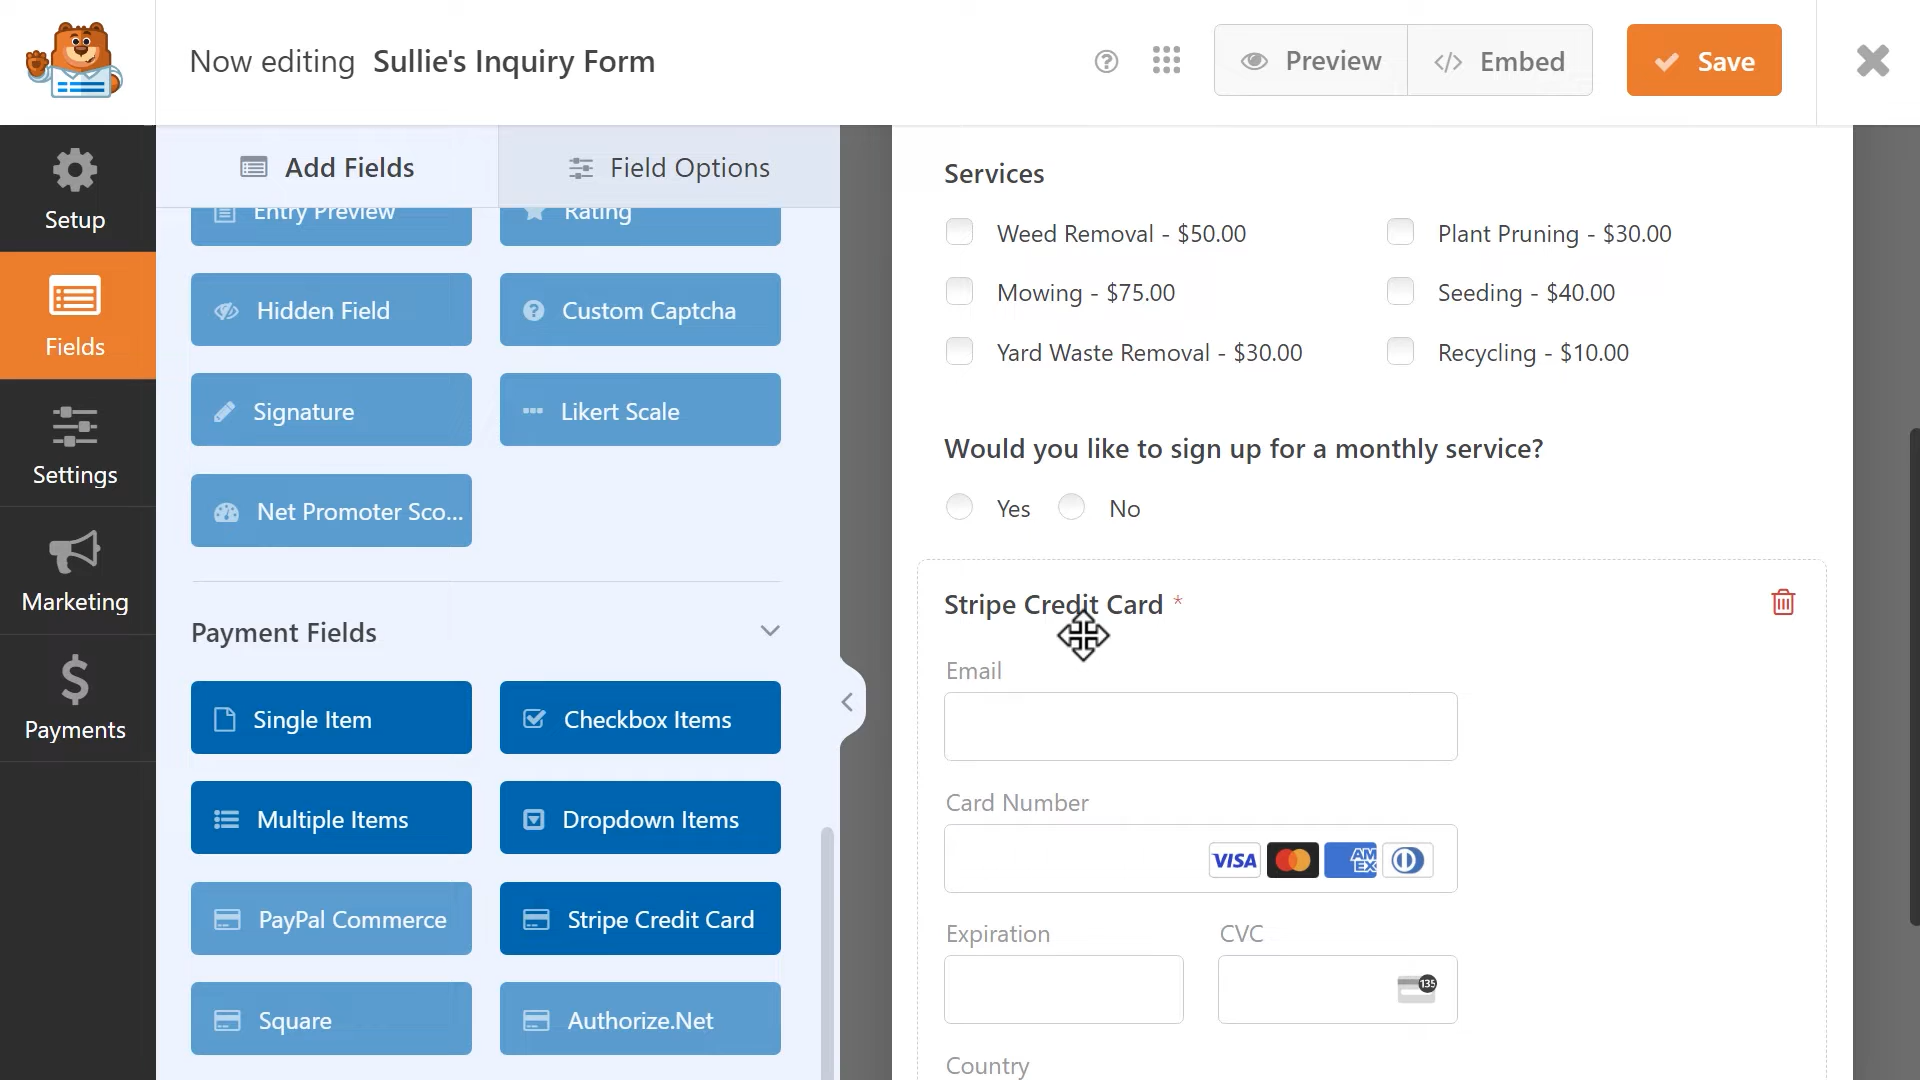 Now editing Sullie's Inquiry Form
Preview
Embed
Save
Setup
Fields
Settings
Marketing
Payments
Add Fields
Field Options
Entry Preview
Rating
Hidden Field
Custom Captcha
Signature
Likert Scale
Net Promoter Sco...
Payment Fields
Single Item
Checkbox Items
Multiple Items
Dropdown Items
PayPal Commerce
Stripe Credit Card
Square
Authorize.Net
Services
Weed Removal - $50.00
Plant Pruning - $30.00
Mowing - $75.00
Seeding - $40.00
Yard Waste Removal - $30.00
Recycling - $10.00
Would you like to sign up for a monthly service?
Yes
No
Stripe Credit Card *
Email
Card Number
VISA
AM
EX
Expiration
CVC
135
Country